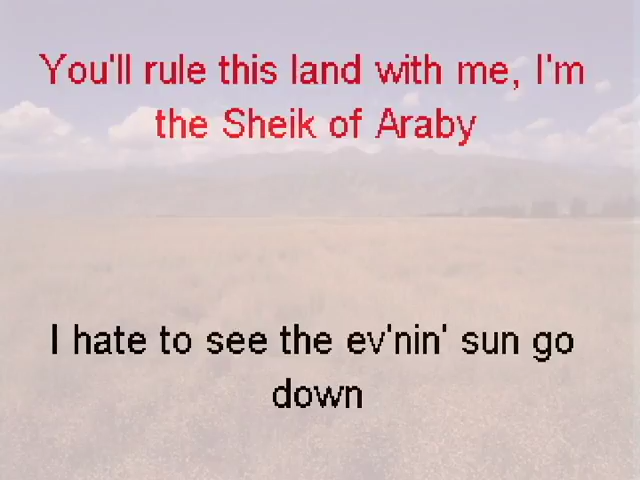 You'll rule this land with me, I'm
the Sheik of Araby
I hate to see the ev'nin' sun go
down